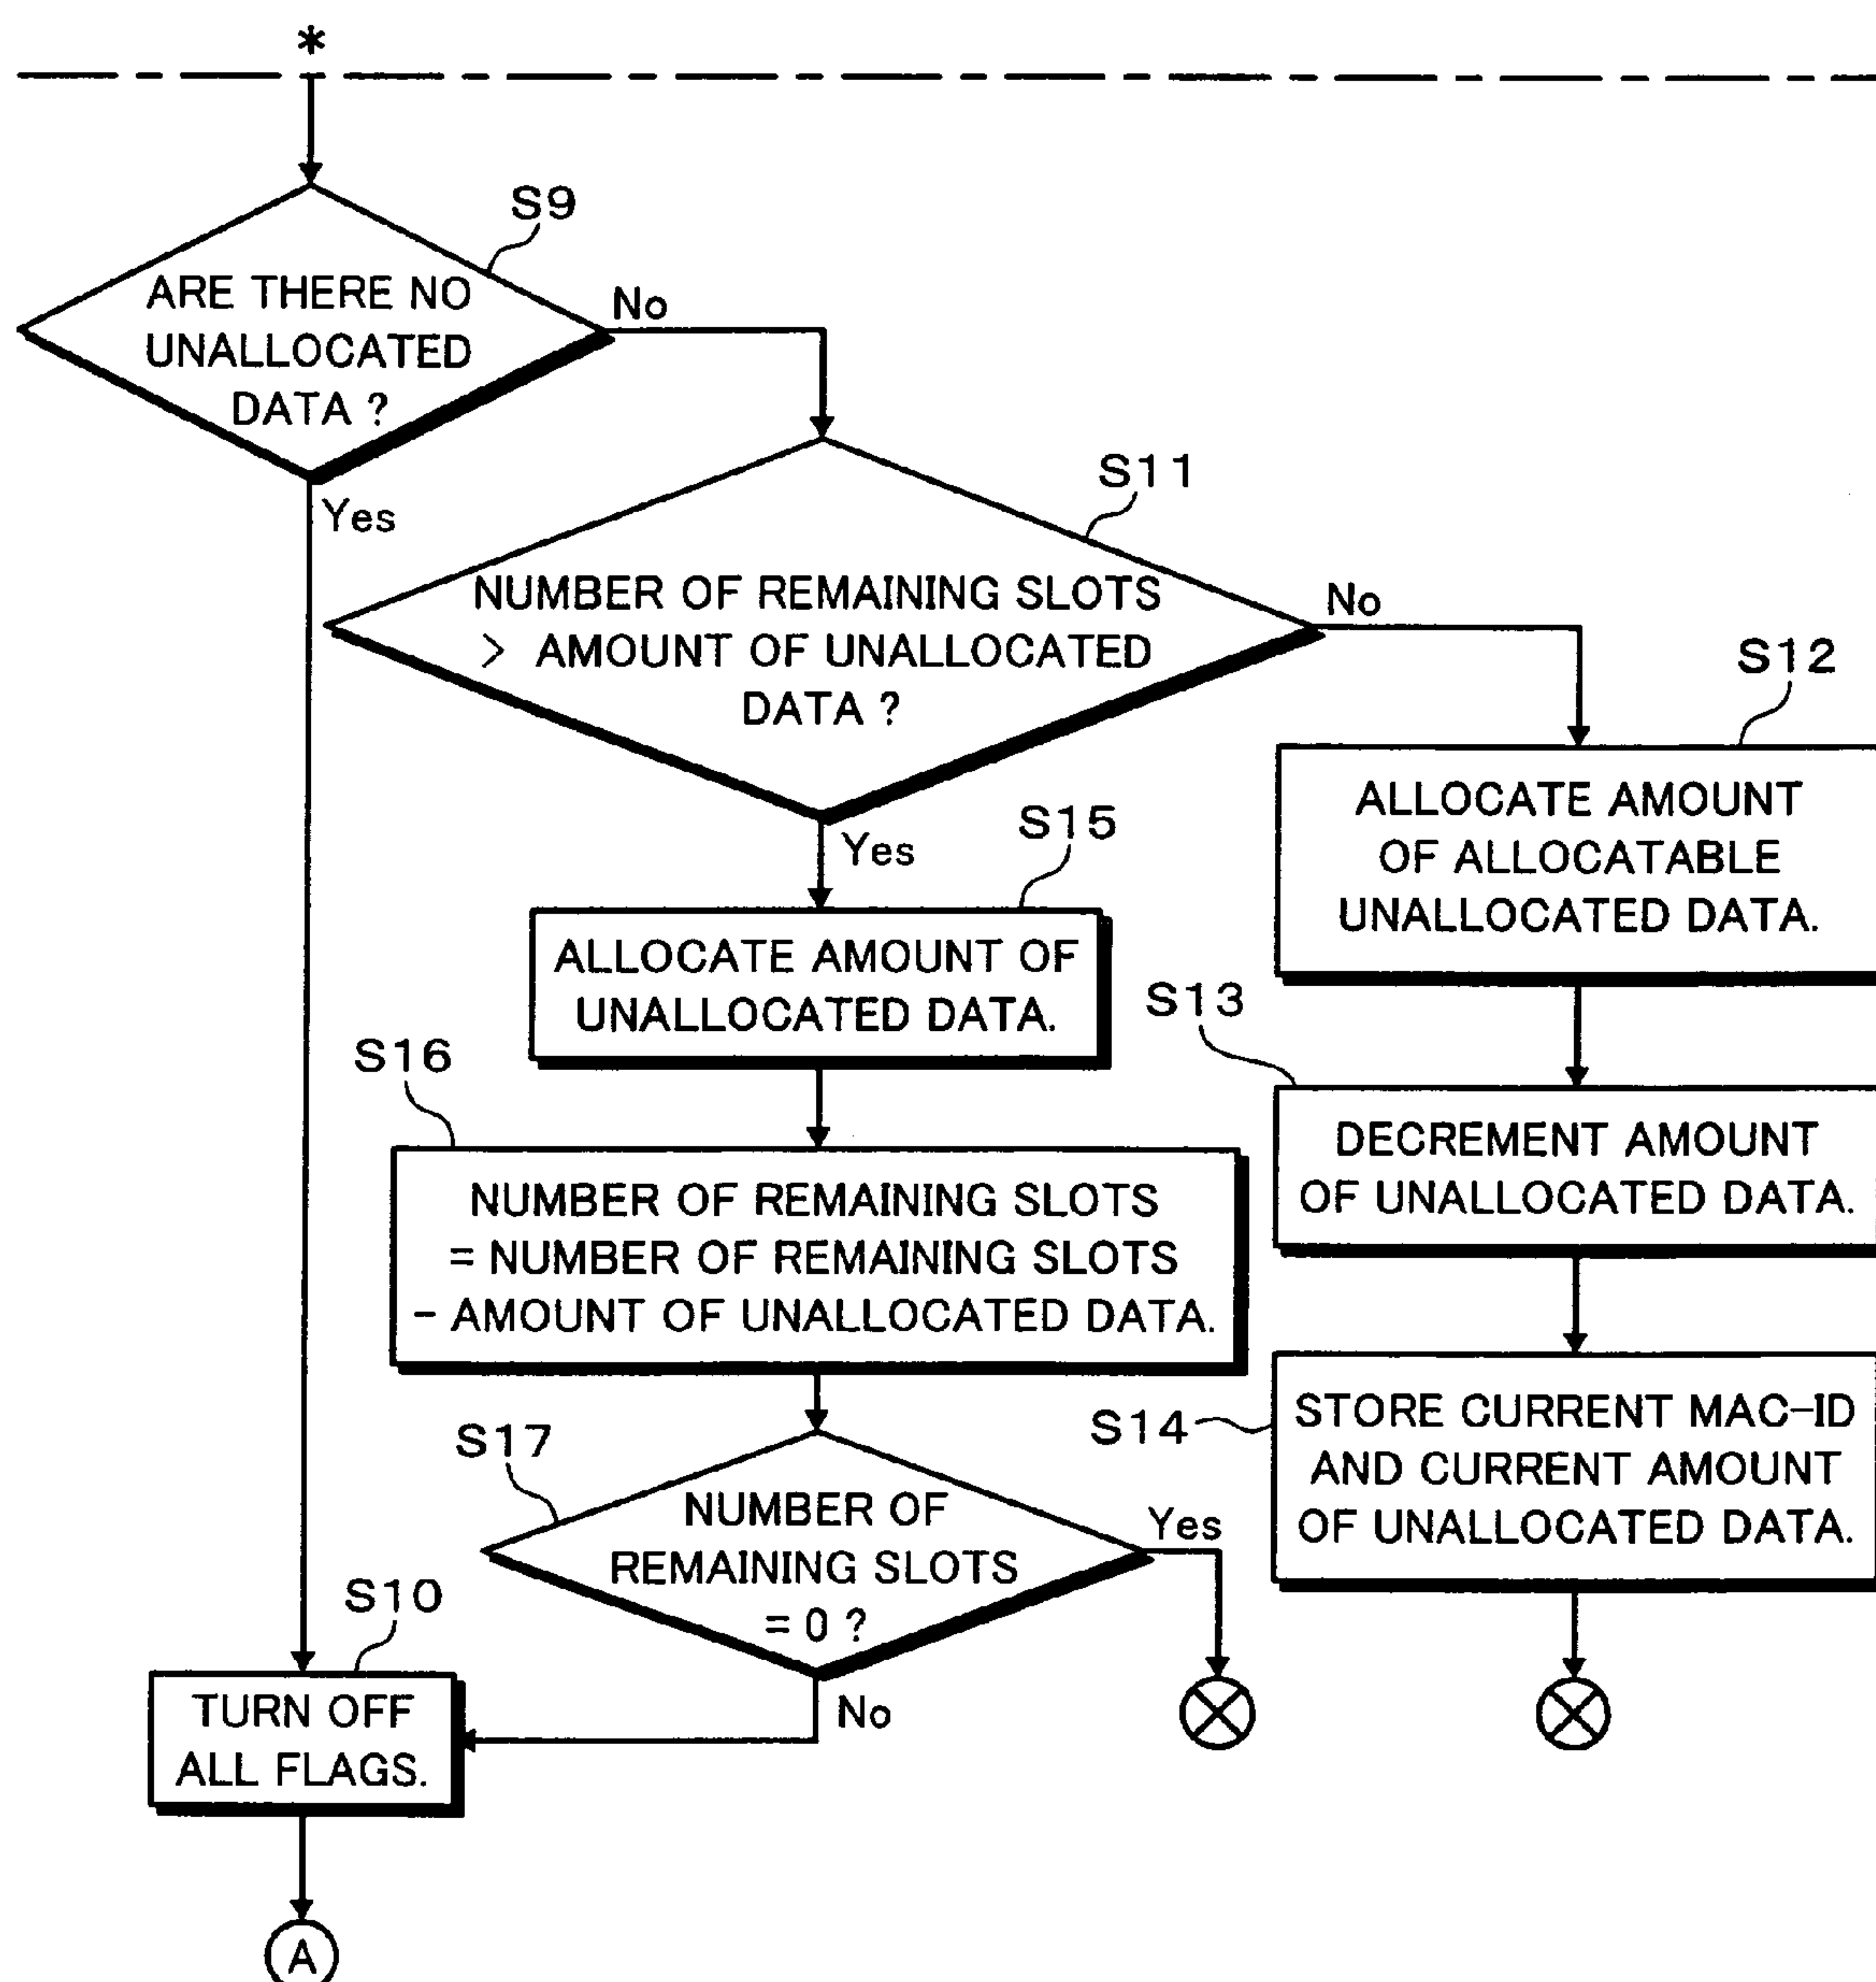 *
S9
ARE THERE NO
UNALLOCATED
DATA ?
No
Yes
S11
NUMBER OF REMAINING SLOTS
> AMOUNT OF UNALLOCATED
DATA ?
No
Yes
S12
ALLOCATE AMOUNT
OF ALLOCATABLE
UNALLOCATED DATA.
S15
ALLOCATE AMOUNT OF
UNALLOCATED DATA.
S13
DECREMENT AMOUNT
OF UNALLOCATED DATA.
S16
NUMBER OF REMAINING SLOTS
= NUMBER OF REMAINING SLOTS
- AMOUNT OF UNALLOCATED DATA.
S14
STORE CURRENT MAC-ID
AND CURRENT AMOUNT
OF UNALLOCATED DATA.
S17
NUMBER OF
REMAINING SLOTS
= 0 ?
Yes
No
S10
TURN OFF
ALL FLAGS.
A